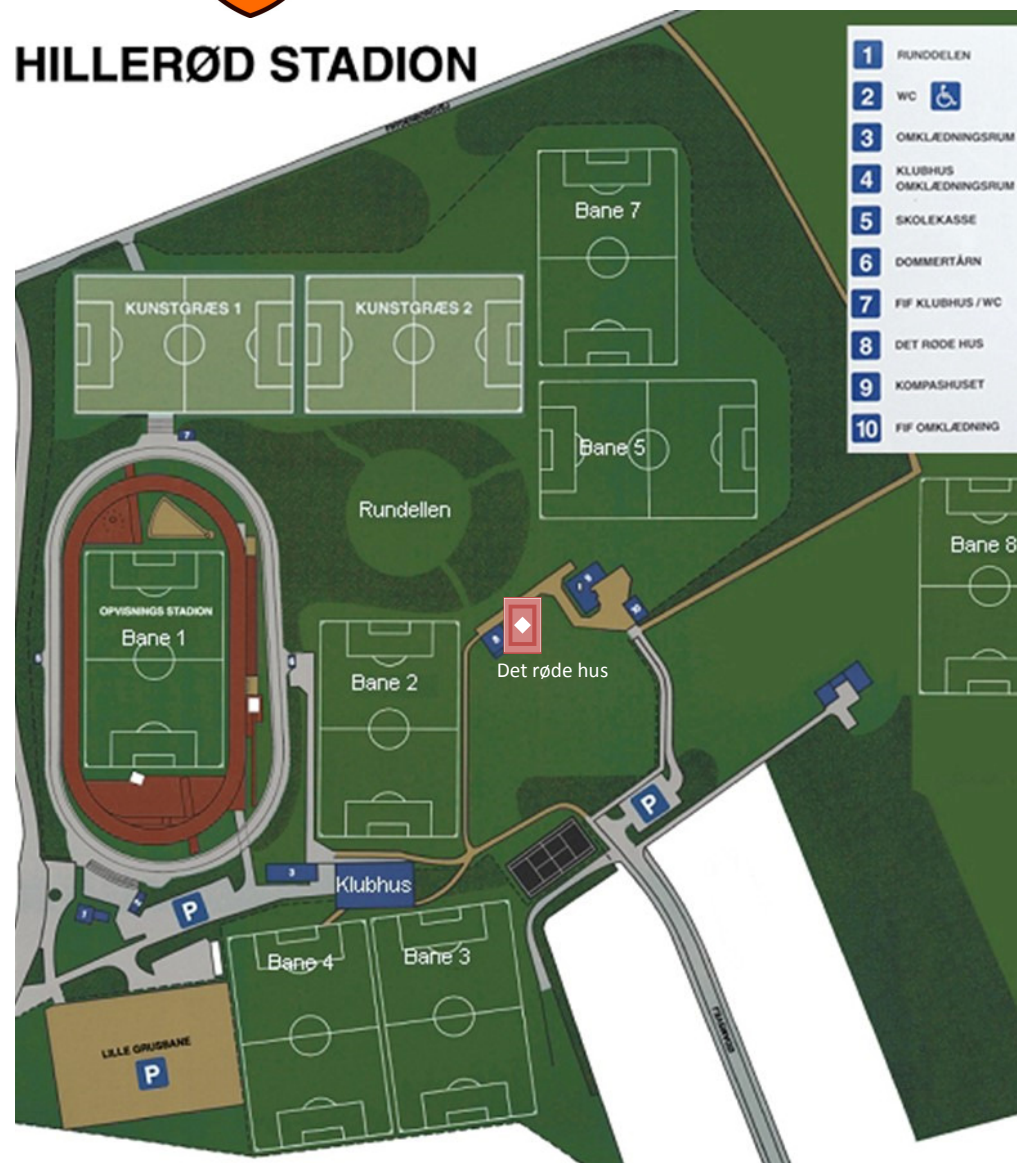 HILLERØD STADION
1 RUNDDELEN
2 WC
3 OMKLÆDNINGSRUM
4 KLUBHUS
OMKLÆDNINGSRUM
5 SKOLEKASSE
6 DOMMERTÅRN
7 FIF KLUBHUS / WC
8 DET RØDE HUS
9 KOMPASHUSET
10 FIF OMKLÆDNING
Bane 7
KUNSTGRÆS 1
KUNSTGRÆS 2
7
Bane 5
Rundellen
Bane 8
OPVISNINGS STADION
Bane 1
10
Det røde hus
Bane 2
P
3
Klubhus
P
Bane 4
Bane 3
LILLE GRUSBANE
P